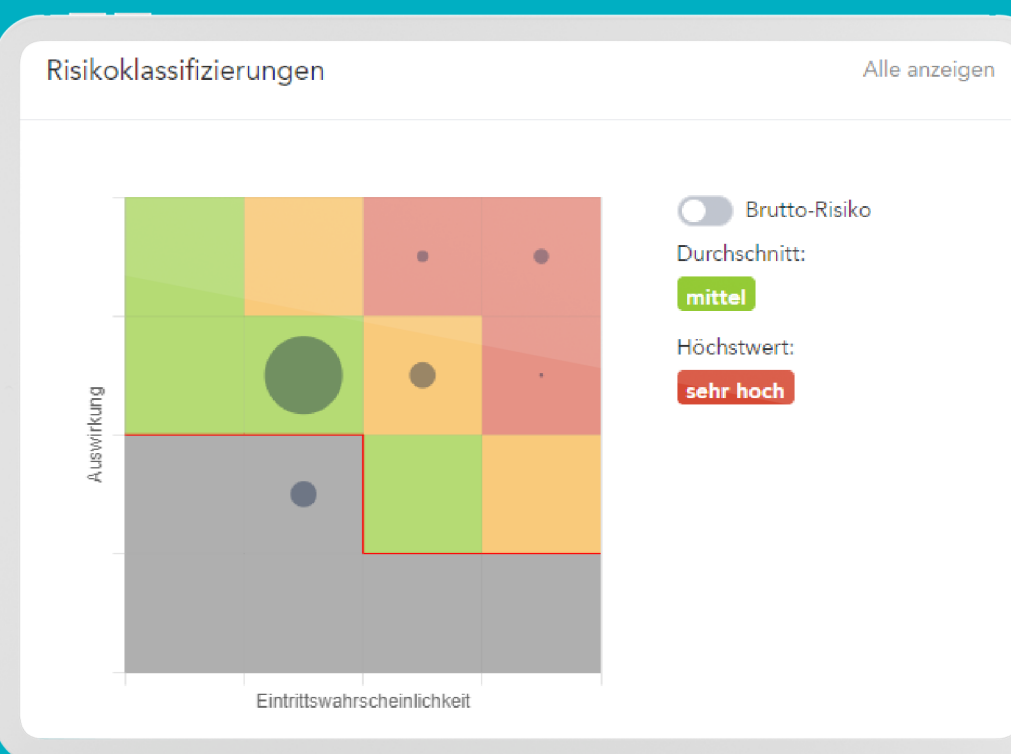 Risikoklassifizierungen
Alle anzeigen
Brutto-Risiko
Durchschnitt:
mittel
Höchstwert:
sehr hoch
Auswirkung
Eintrittswahrscheinlichkeit